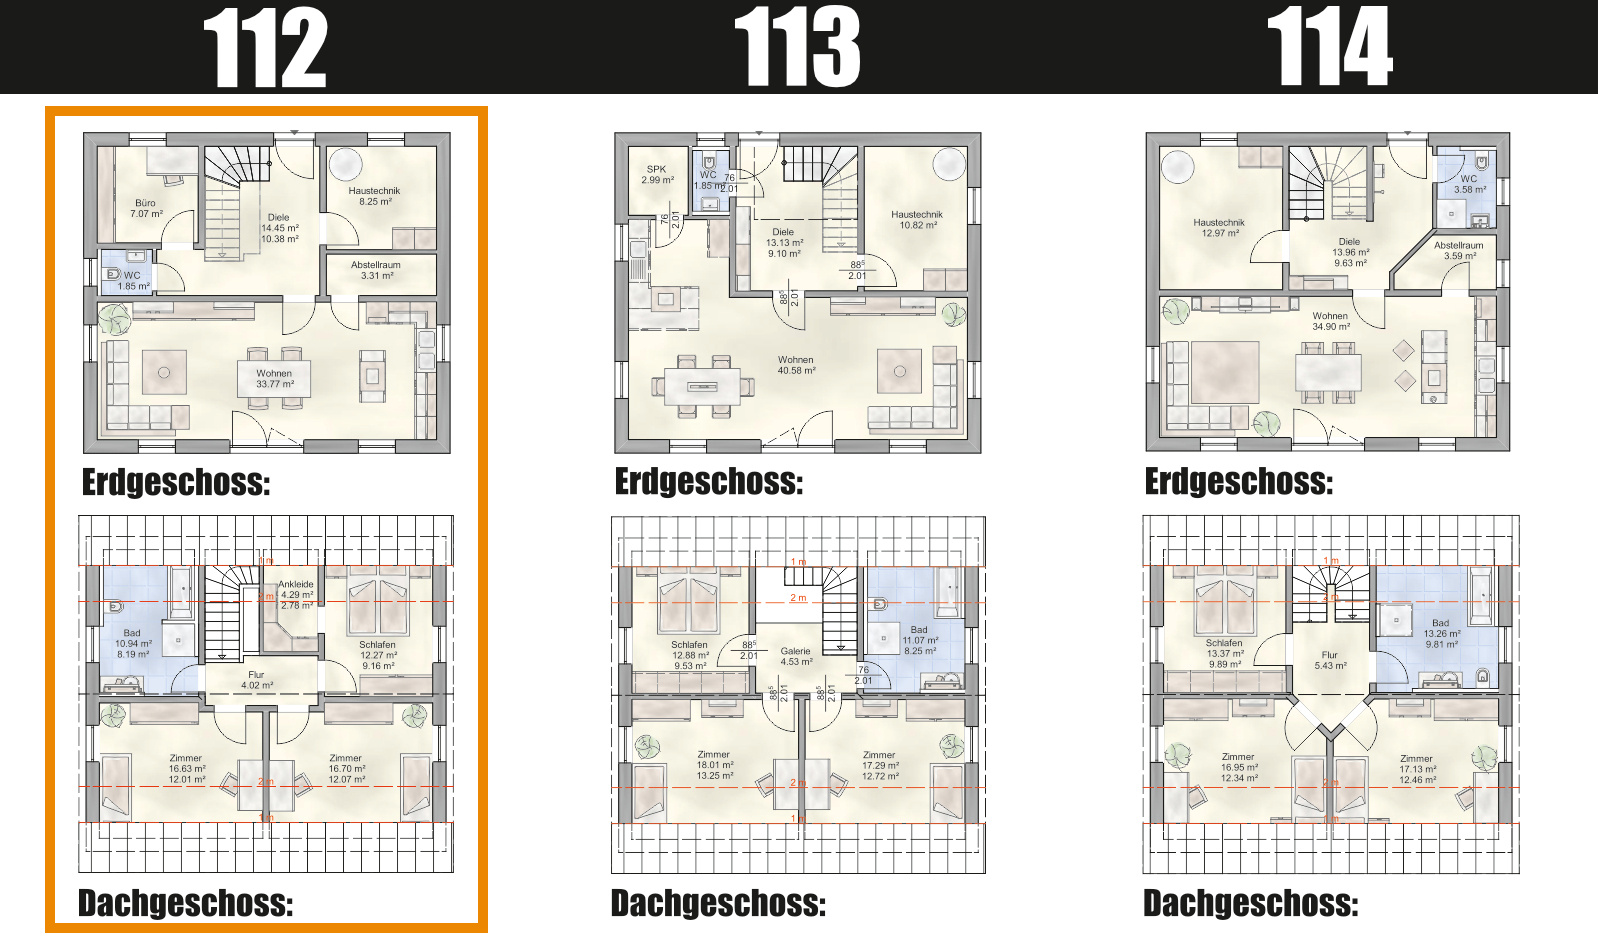 112
113
114
Büro
7.07 m²
Diele
14.45 m²
10.38 m²
Haustechnik
8.25 m²
WC
1.85 m²
Abstellraum
3.31 m²
Wohnen
33.77 m²
Erdgeschoss:
SPK
2.99 m²
WC
1.85 m²
76
2.01
76
2.01
Diele
13.13 m²
9.10 m²
Haustechnik
10.82 m²
88⁵
2.01
88⁵
2.01
Wohnen
40.58 m²
Erdgeschoss:
Haustechnik
12.97 m²
WC
3.58 m²
Diele
13.96 m²
9.63 m²
Abstellraum
3.59 m²
Wohnen
34.90 m²
Erdgeschoss:
1 m
Ankleide
4.29 m²
2.78 m²
2 m
Bad
10.94 m²
8.19 m²
Schlafen
12.27 m²
9.16 m²
Flur
4.02 m²
Zimmer
16.63 m²
12.01 m²
Zimmer
16.70 m²
12.07 m²
2 m
1 m
Dachgeschoss:
1 m
2 m
Schlafen
12.88 m²
9.53 m²
88⁵
2.01
Galerie
4.53 m²
Bad
11.07 m²
8.25 m²
76
2.01
88⁵
2.01
88⁵
2.01
Zimmer
18.01 m²
13.25 m²
Zimmer
17.29 m²
12.72 m²
2 m
1 m
Dachgeschoss:
1 m
2 m
Schlafen
13.37 m²
9.89 m²
Flur
5.43 m²
Bad
13.26 m²
9.81 m²
Zimmer
16.95 m²
12.34 m²
Zimmer
17.13 m²
12.46 m²
2 m
1 m
Dachgeschoss: